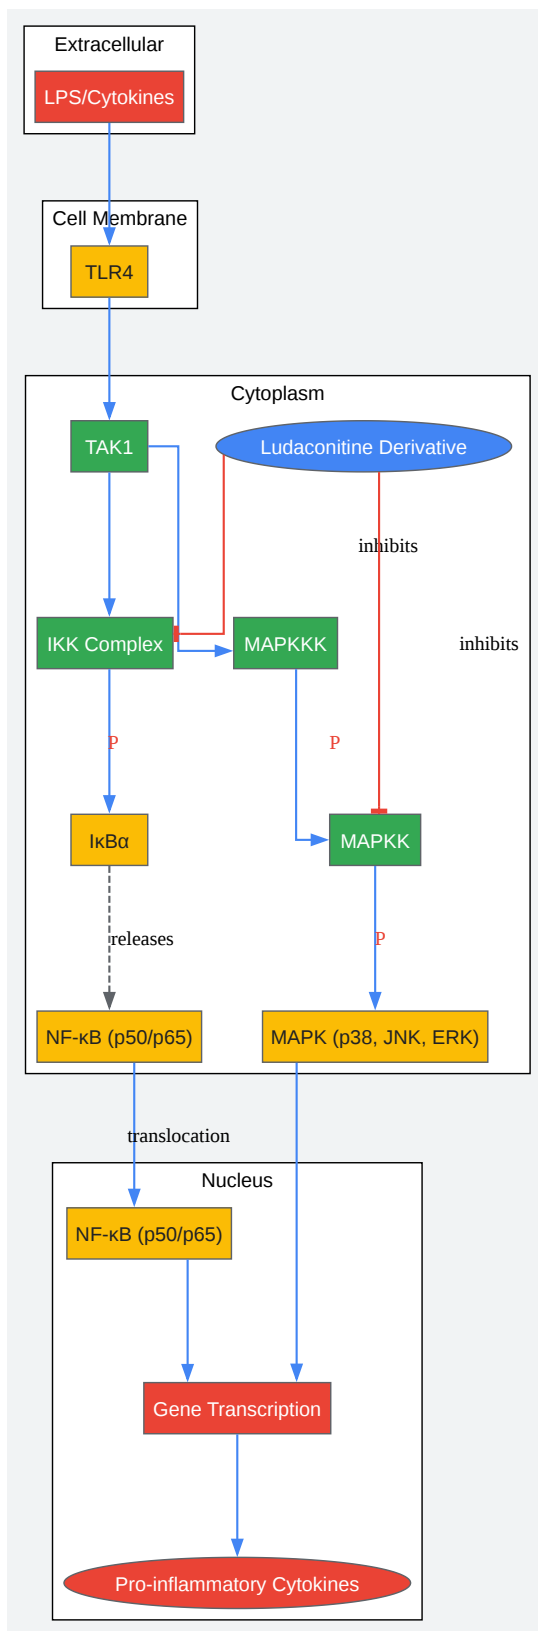 Extracellular
LPS/Cytokines
Cell Membrane
TLR4
Cytoplasm
TAK1
Ludaconitine Derivative
inhibits
IKK Complex
MAPKKK
inhibits
P
P
IκBα
MAPKK
releases
P
NF-κB (p50/p65)
MAPK (p38, JNK, ERK)
translocation
Nucleus
NF-κB (p50/p65)
Gene Transcription
Pro-inflammatory Cytokines